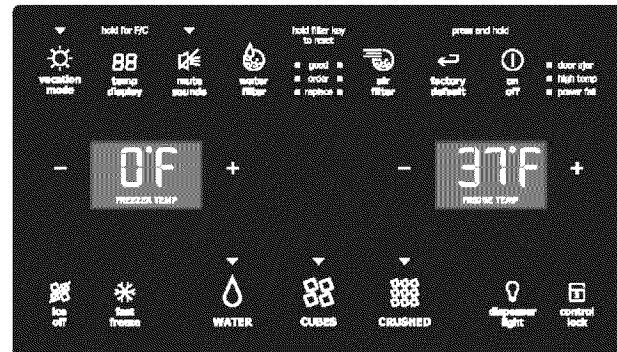 hold for F/C
hold filter key
to reset
press and hold
vacation
mode
88
temp
display
mute
sounds
water
filter
good
order
replace
air
filter
factory
default
on
off
door ajar
high temp
power fail
− 0°F +
FREEZER TEMP
− 37°F +
FRIDGE TEMP
ice
off
fast
freeze
WATER
CUBES
CRUSHED
dispenser
light
control
lock